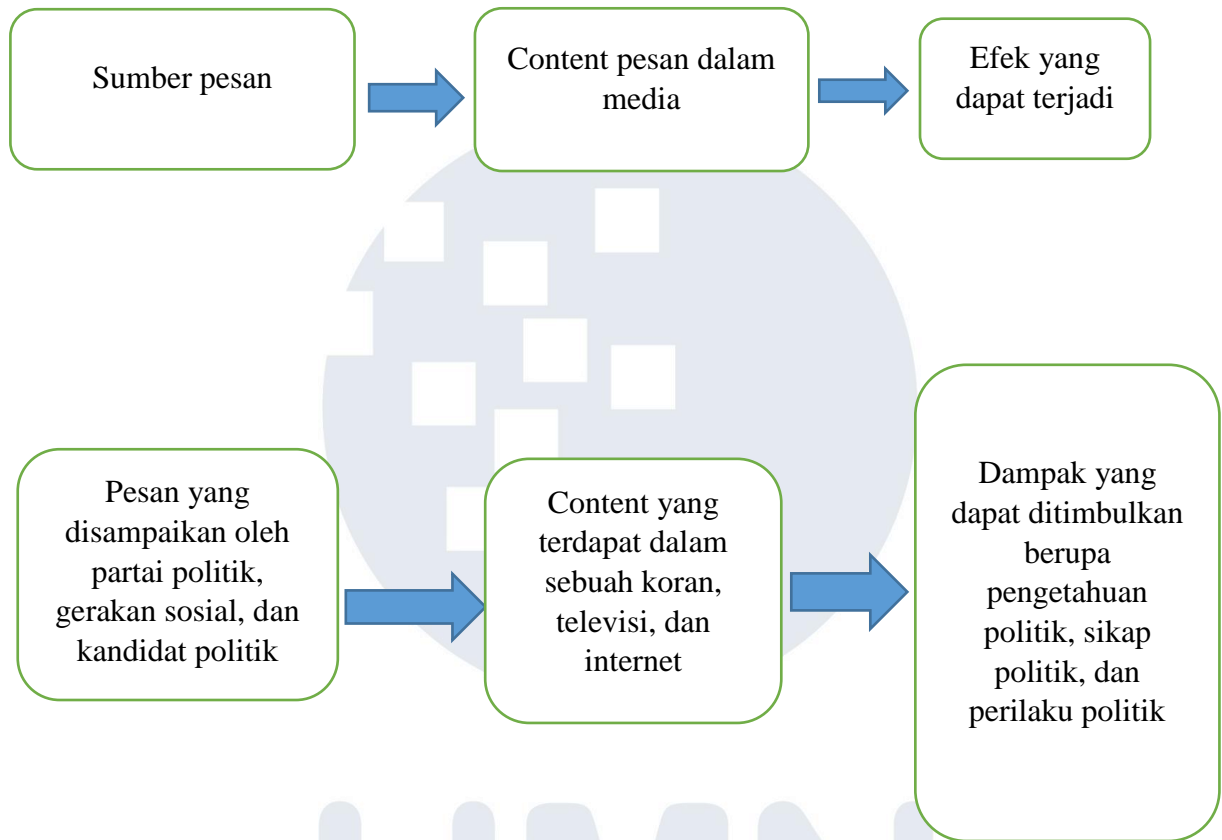 Sumber pesan
Content pesan dalam
media
Efek yang
dapat terjadi
Pesan yang
disampaikan oleh
partai politik,
gerakan sosial, dan
kandidat politik
Content yang
terdapat dalam
sebuah koran,
televisi, dan
internet
Dampak yang
dapat ditimbulkan
berupa
pengetahuan
politik, sikap
politik, dan
perilaku politik